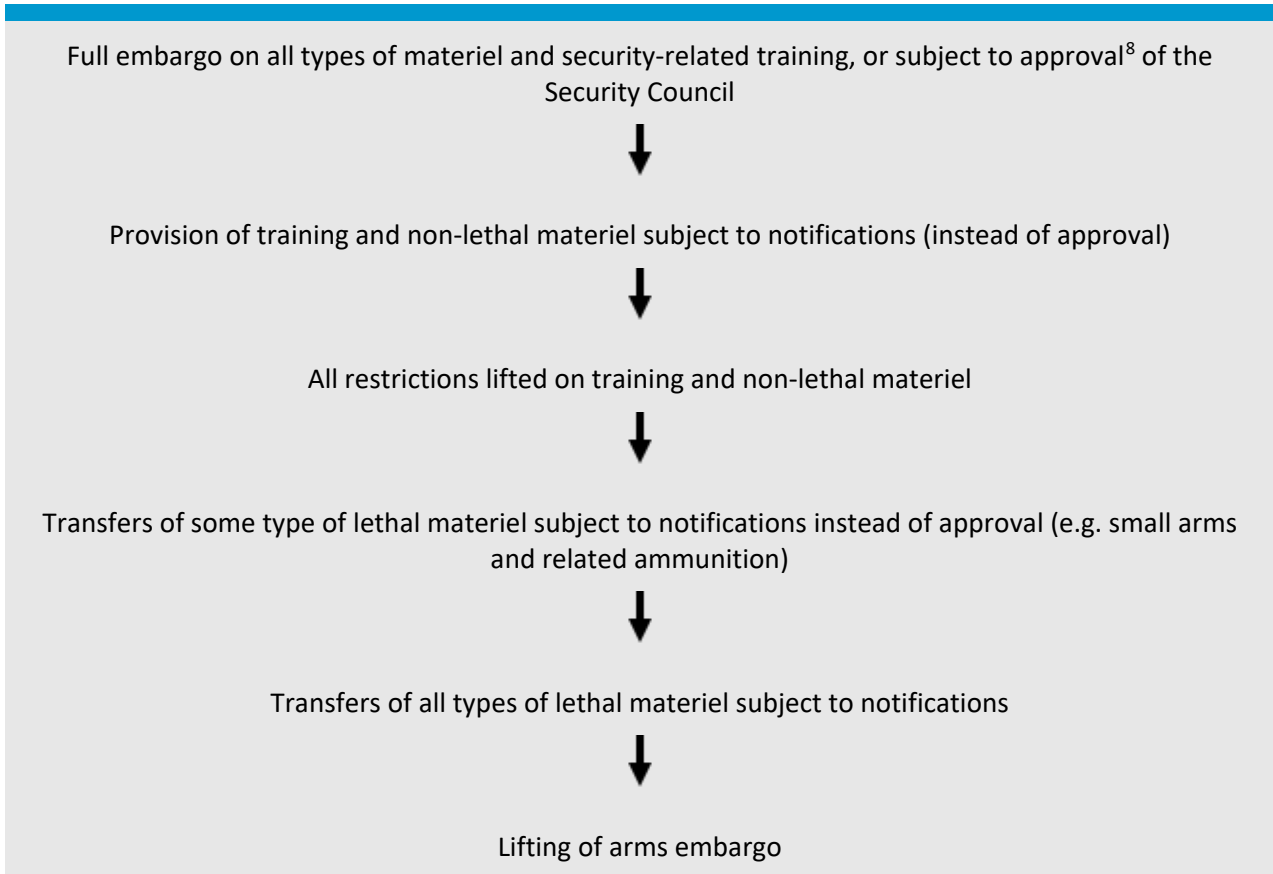 Full embargo on all types of materiel and security-related training, or subject to approval⁸ of the
Security Council
Provision of training and non-lethal materiel subject to notifications (instead of approval)
All restrictions lifted on training and non-lethal materiel
Transfers of some type of lethal materiel subject to notifications instead of approval (e.g. small arms
and related ammunition)
Transfers of all types of lethal materiel subject to notifications
Lifting of arms embargo